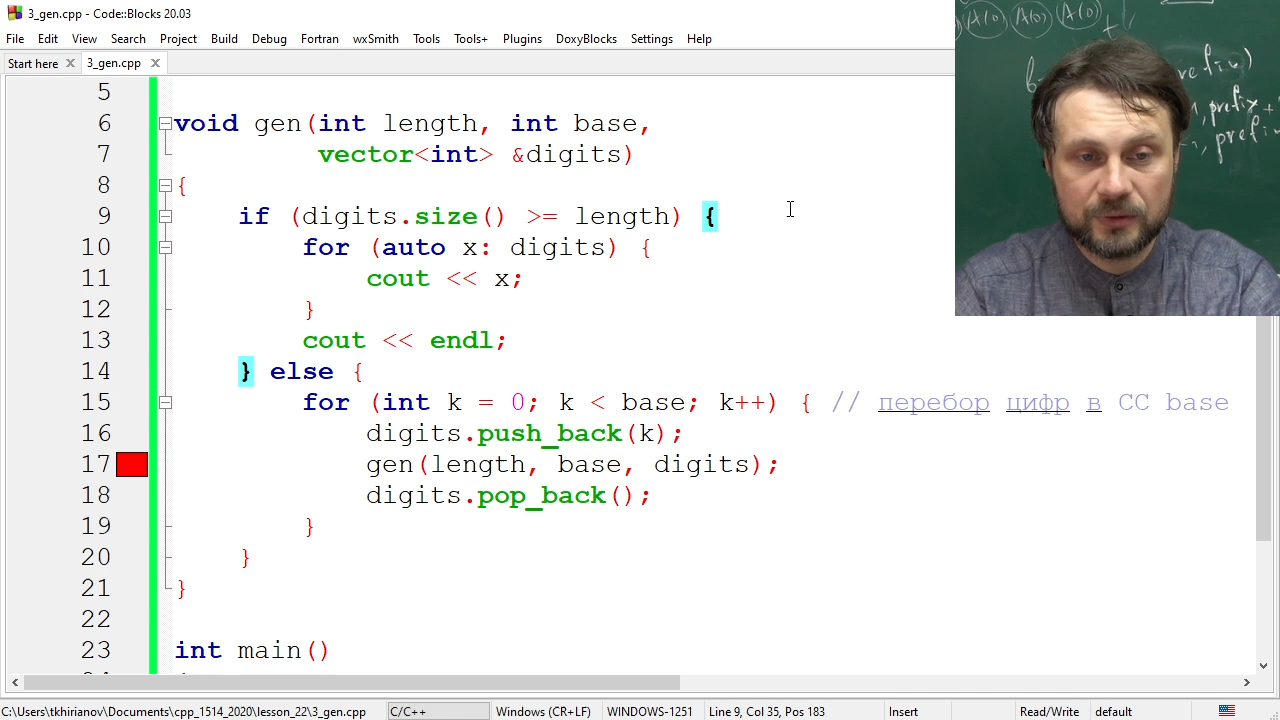 3_gen.cpp - Code::Blocks 20.03
File Edit View Search Project Build Debug Fortran wxSmith Tools Tools+ Plugins DoxyBlocks Settings Help
Start here 3_gen.cpp
A(0) A(0) A(0)
prefix +
5
6 void gen(int length, int base,
7 vector<int> &digits)
8 {
9 if (digits.size() >= length) {
10 for (auto x: digits) {
11 cout << x;
12 }
13 cout << endl;
14 } else {
15 for (int k = 0; k < base; k++) { // перебор цифр в СС base
16 digits.push_back(k);
17 gen(length, base, digits);
18 digits.pop_back();
19 }
20 }
21 }
22
23 int main()
C:\Users\tkhirianov\Documents\cpp_1514_2020\lesson_22\3_gen.cpp C/C++ Windows (CR+LF) WINDOWS-1251 Line 9, Col 35, Pos 183 Insert Read/Write default